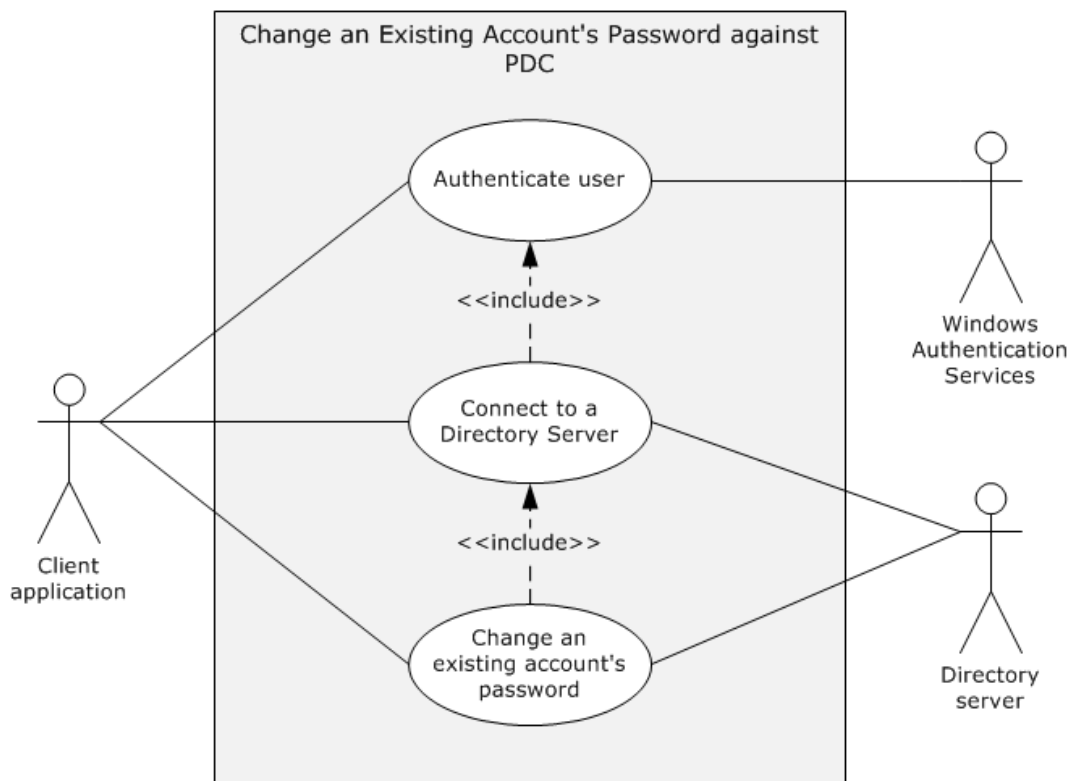 Change an Existing Account's Password against
PDC
Authenticate user
<<include>>
Windows
Authentication
Services
Connect to a
Directory Server
<<include>>
Client
application
Change an
existing account's
password
Directory
server